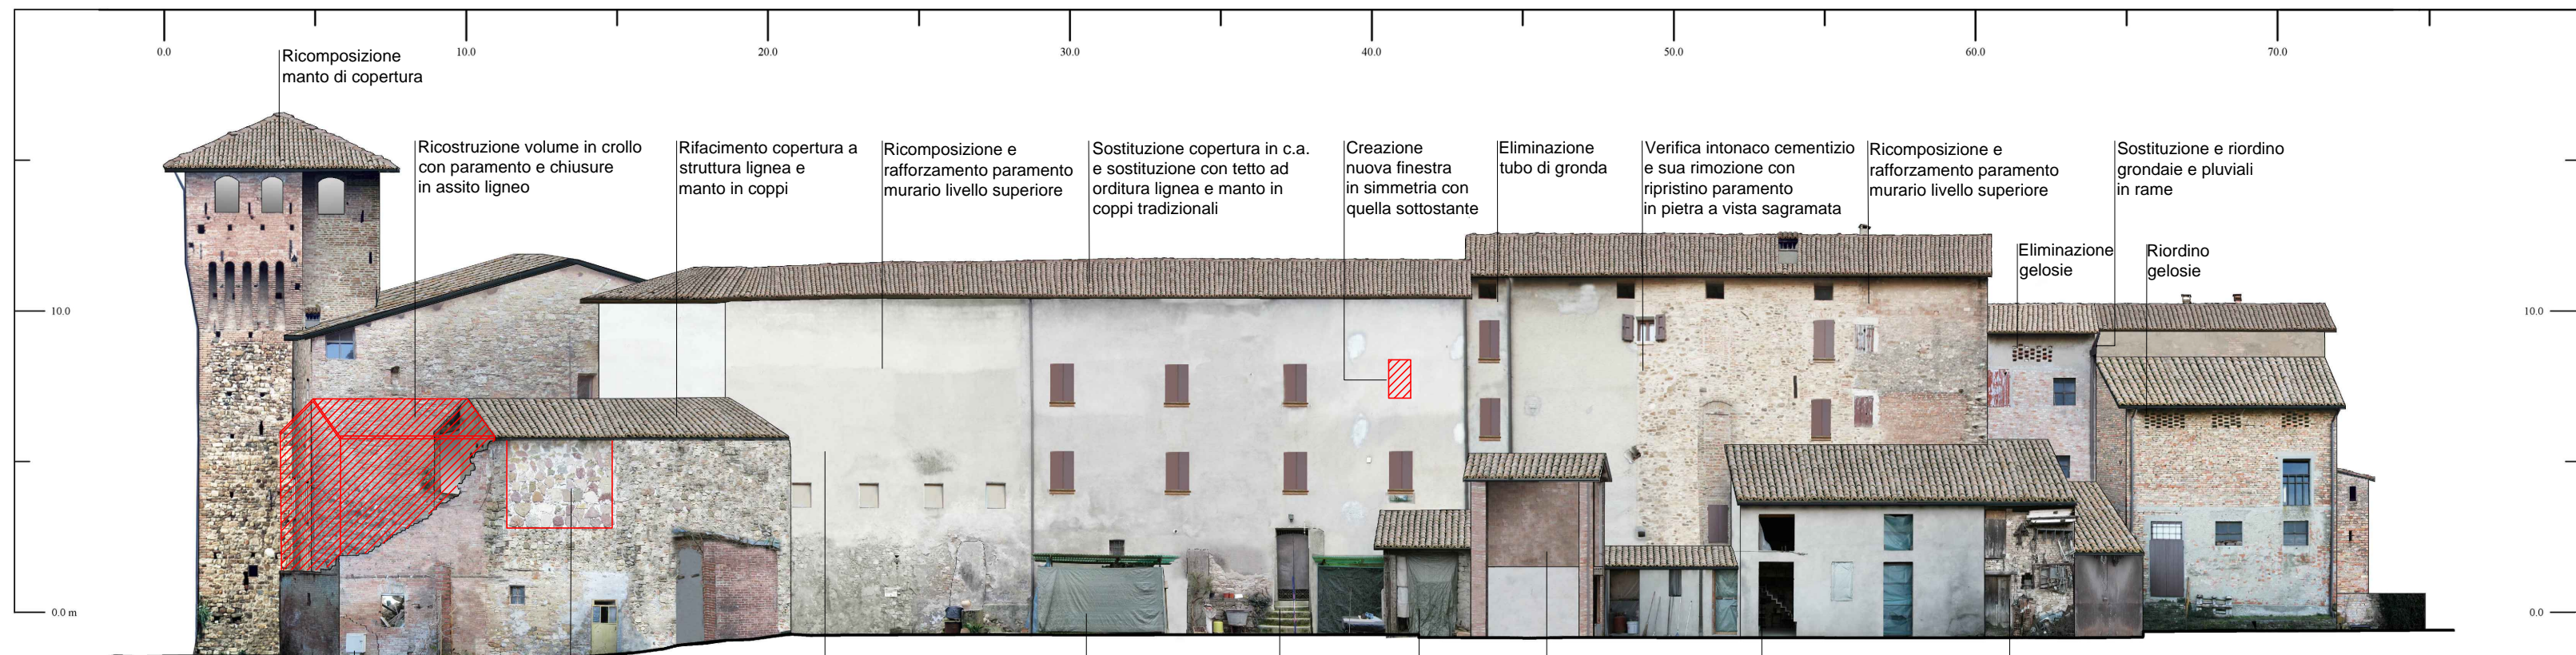 0.0
10.0
20.0
30.0
40.0
50.0
60.0
70.0
Ricomposizione
manto di copertura
Ricostruzione volume in crollo
con paramento e chiusure
in assito ligneo
Rifacimento copertura a
struttura lignea e
manto in coppi
Ricomposizione e
rafforzamento paramento
murario livello superiore
Sostituzione copertura in c.a.
e sostituzione con tetto ad
orditura lignea e manto in
coppi tradizionali
Creazione
nuova finestra
in simmetria con
quella sottostante
Eliminazione
tubo di gronda
Verifica intonaco cementizio
e sua rimozione con
ripristino paramento
in pietra a vista sagramata
Ricomposizione e
rafforzamento paramento
murario livello superiore
Sostituzione e riordino
grondaie e pluviali
in rame
Eliminazione
gelosie
Riordino
gelosie
10.0
10.0
0.0 m
0.0